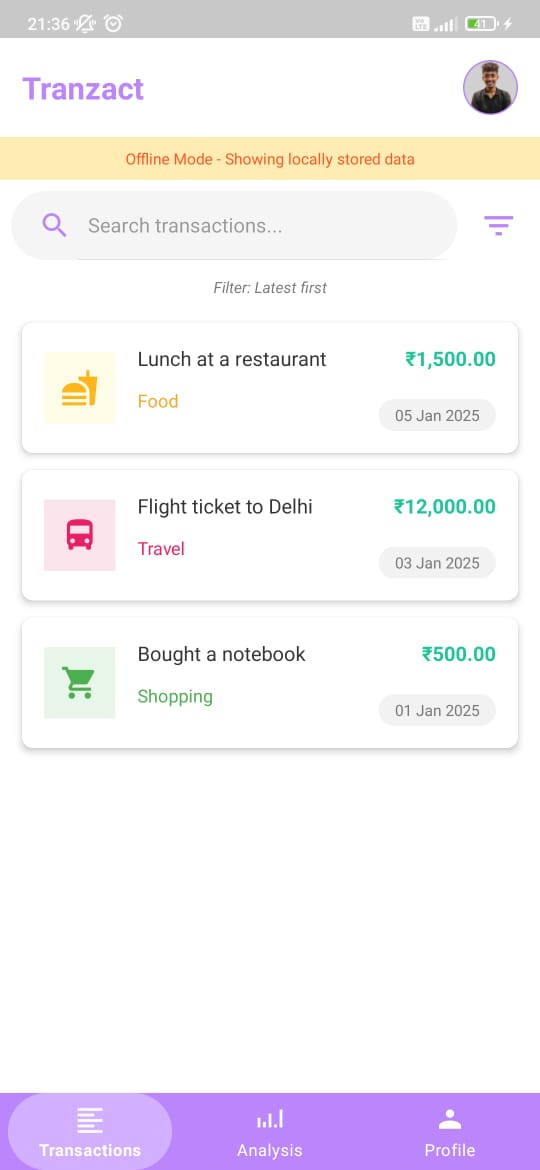 21:36
Vo LTE
41
Tranzact
Offline Mode - Showing locally stored data
Search transactions...
Filter: Latest first
Lunch at a restaurant
₹1,500.00
Food
05 Jan 2025
Flight ticket to Delhi
₹12,000.00
Travel
03 Jan 2025
Bought a notebook
₹500.00
Shopping
01 Jan 2025
Transactions
Analysis
Profile